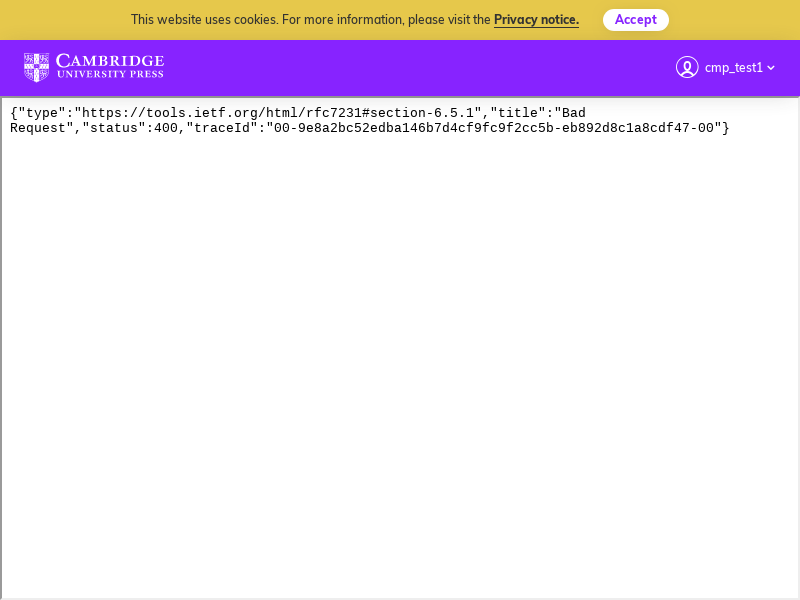 This website uses cookies. For more information, please visit the Privacy notice.
Accept
CAMBRIDGE
UNIVERSITY PRESS
cmp_test1
{"type":"https://tools.ietf.org/html/rfc7231#section-6.5.1","title":"Bad
Request","status":400,"traceId":"00-9e8a2bc52edba146b7d4cf9fc9f2cc5b-eb892d8c1a8cdf47-00"}